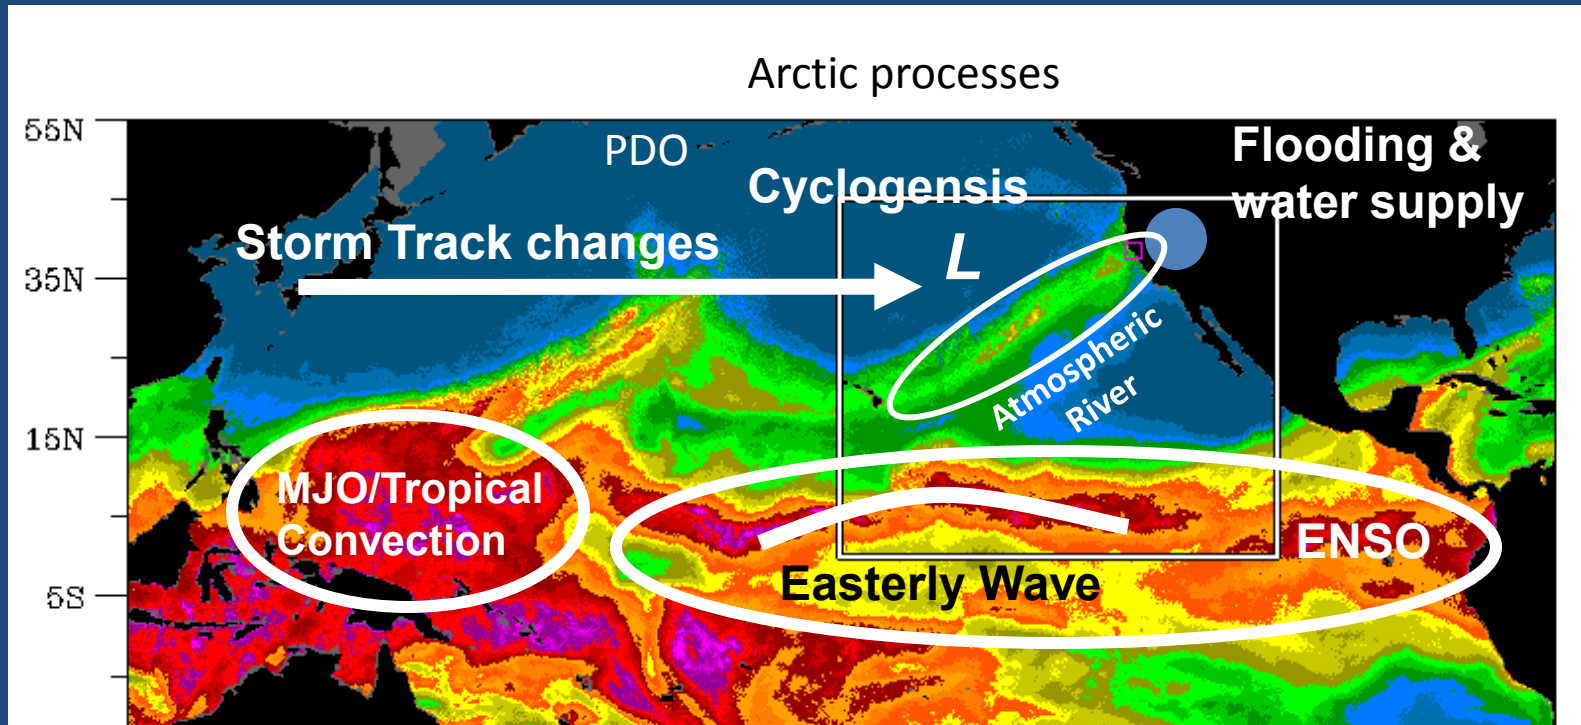 Arctic processes
55N
PDO
Flooding &
water supply
Cyclogensis
Storm Track changes
L
35N
Atmospheric
River
15N
MJO/Tropical
Convection
ENSO
Easterly Wave
5S